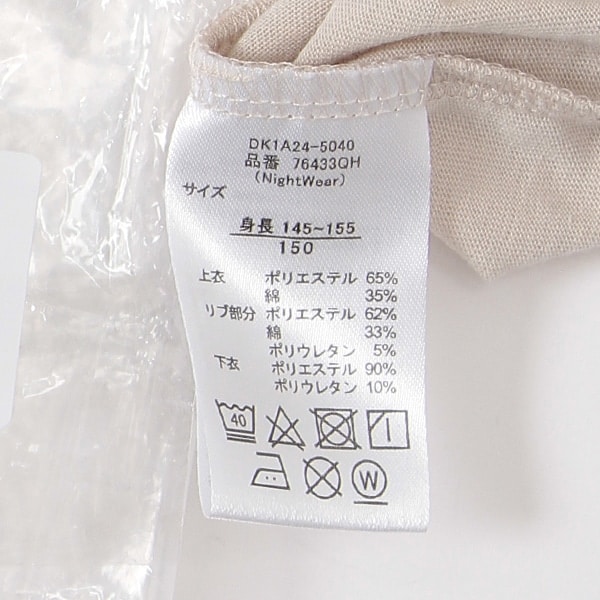 DK1A24-5040
品番 76433QH
(NightWear)
サイズ
身長 145~155
150
上衣 ポリエステル 65%
綿 35%
リブ部分 ポリエステル 62%
綿 33%
ポリウレタン 5%
下衣 ポリエステル 90%
ポリウレタン 10%
40
W